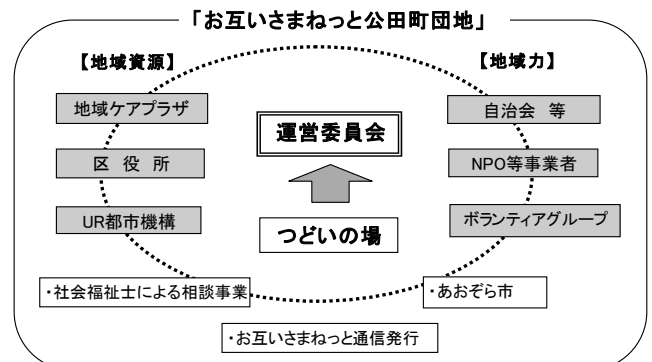 「お互いさまねっと公田町団地」
【地域資源】
【地域力】
地域ケアプラザ
区 役 所
UR都市機構
運営委員会
つどいの場
自治会 等
NPO等事業者
ボランティアグループ
・社会福祉士による相談事業
・あおぞら市
・お互いさまねっと通信発行